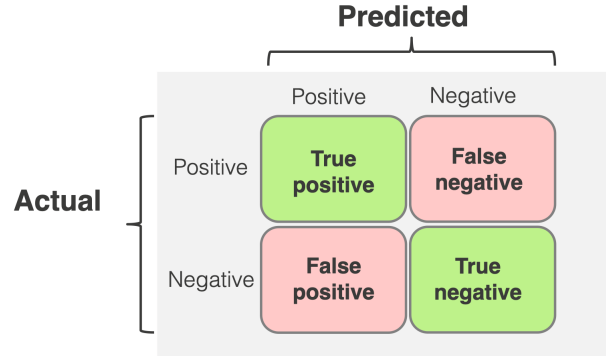 Predicted
Positive Negative
Positive
True
positive
False
negative
Actual
Negative
False
positive
True
negative